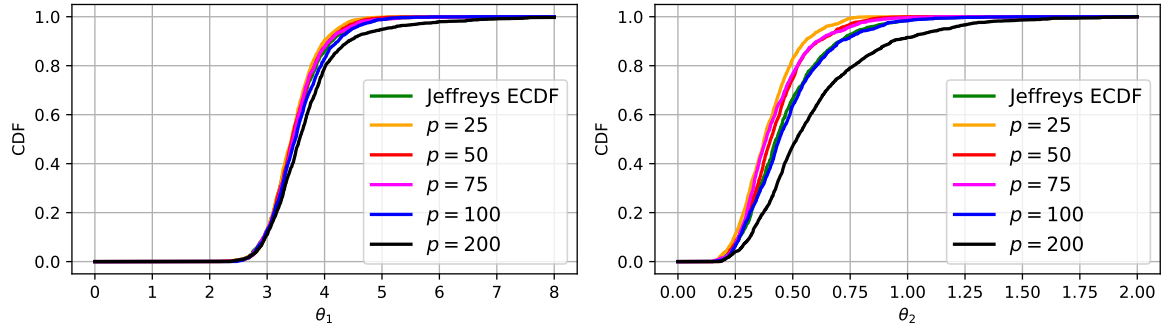 1.0
0.8
0.6
0.4
0.2
0.0
CDF
0 1 2 3 4 5 6 7 8
θ₁
Jeffreys ECDF
p = 25
p = 50
p = 75
p = 100
p = 200
1.0
0.8
0.6
0.4
0.2
0.0
CDF
0.00 0.25 0.50 0.75 1.00 1.25 1.50 1.75 2.00
θ₂
Jeffreys ECDF
p = 25
p = 50
p = 75
p = 100
p = 200